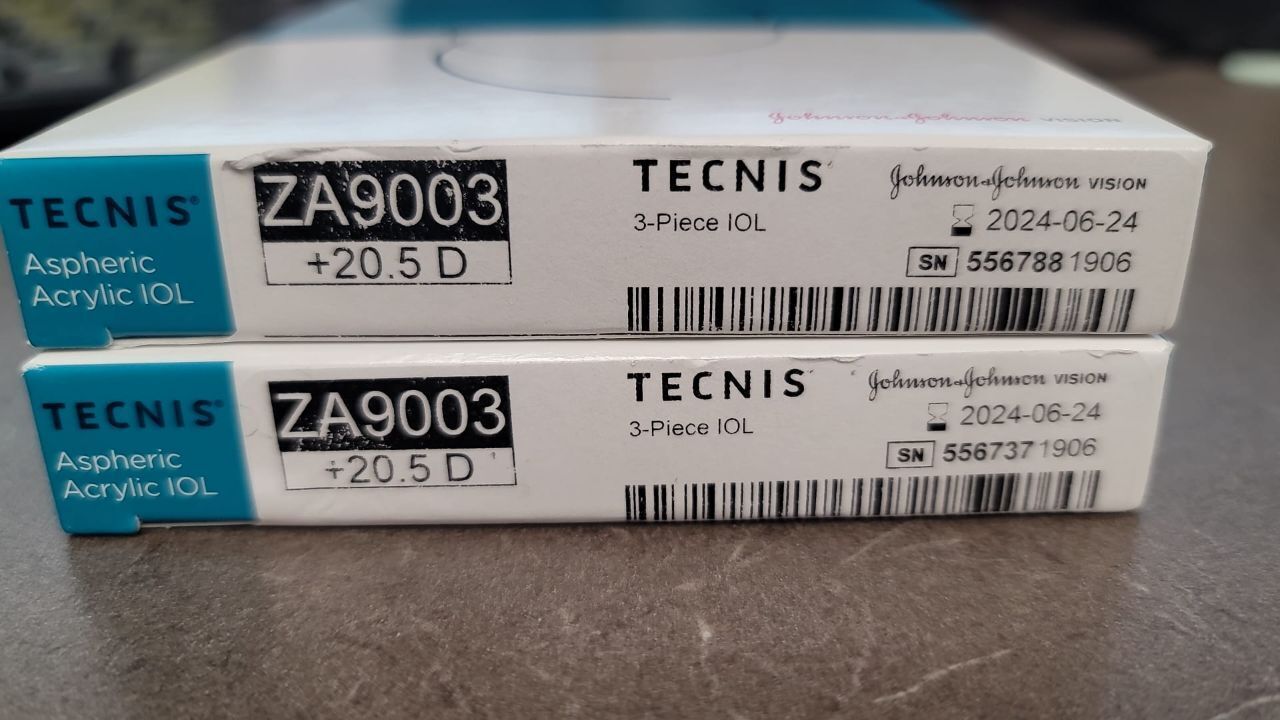 Johnson&Johnson VISION
TECNIS®
Aspheric
Acrylic IOL
ZA9003
+20.5 D
TECNIS®
3-Piece IOL
Johnson&Johnson VISION
2024-06-24
SN 5567881906
TECNIS®
Aspheric
Acrylic IOL
ZA9003
+20.5 D
TECNIS®
3-Piece IOL
Johnson&Johnson VISION
2024-06-24
SN 5567371906